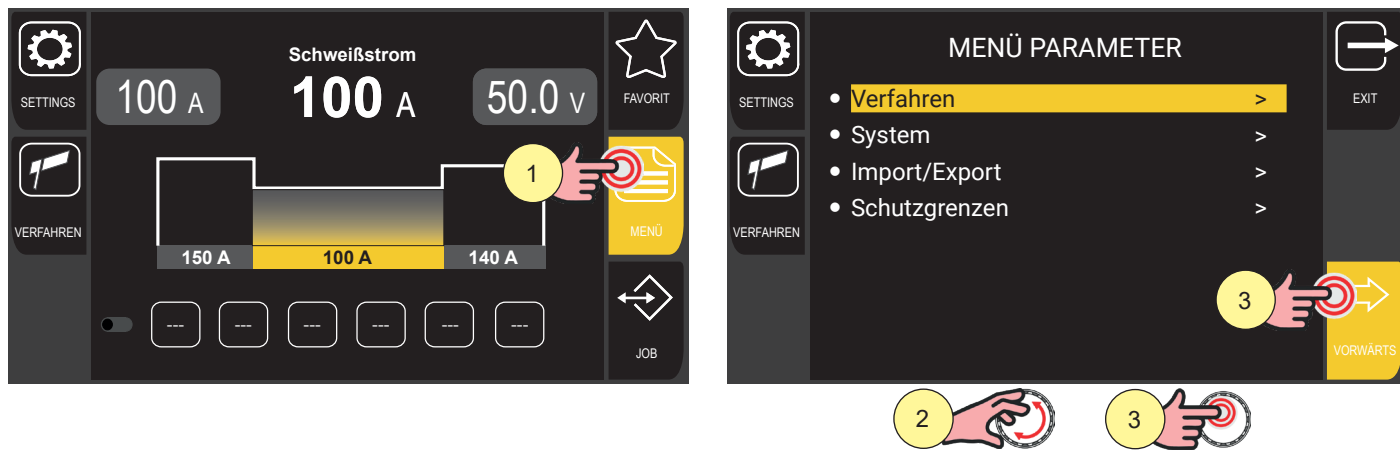 SETTINGS
VERFAHREN
Schweißstrom
100 A
100 A
50.0 V
150 A
100 A
140 A
---
---
---
---
---
---
FAVORIT
1
MENÜ
JOB
SETTINGS
VERFAHREN
MENÜ PARAMETER
• Verfahren >
• System >
• Import/Export >
• Schutzgrenzen >
EXIT
3
VORWÄRTS
2
3